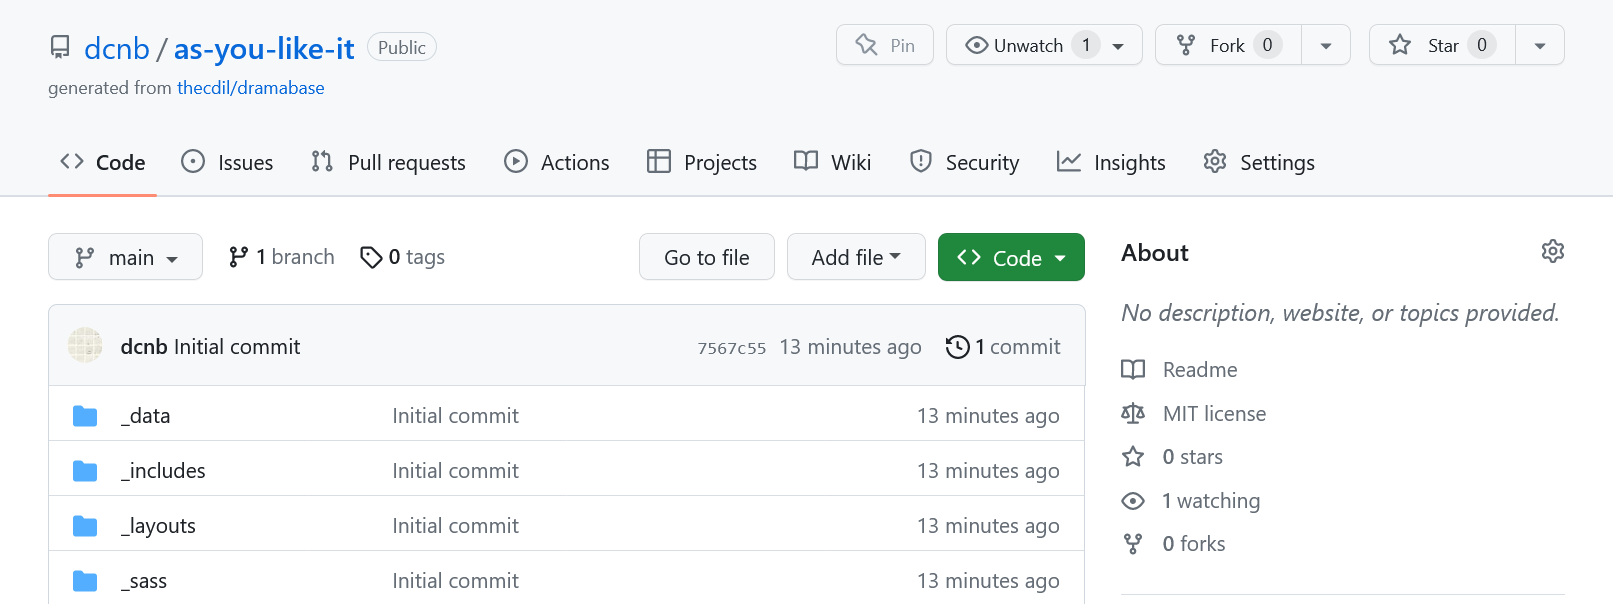 dcnb / as-you-like-it Public
Pin Unwatch 1 Fork 0 Star 0
generated from thecdil/dramabase
Code Issues Pull requests Actions Projects Wiki Security Insights Settings
main 1 branch 0 tags Go to file Add file Code
dcnb Initial commit 7567c55 13 minutes ago 1 commit
_data Initial commit 13 minutes ago
_includes Initial commit 13 minutes ago
_layouts Initial commit 13 minutes ago
_sass Initial commit 13 minutes ago
About
No description, website, or topics provided.
Readme
MIT license
0 stars
1 watching
0 forks